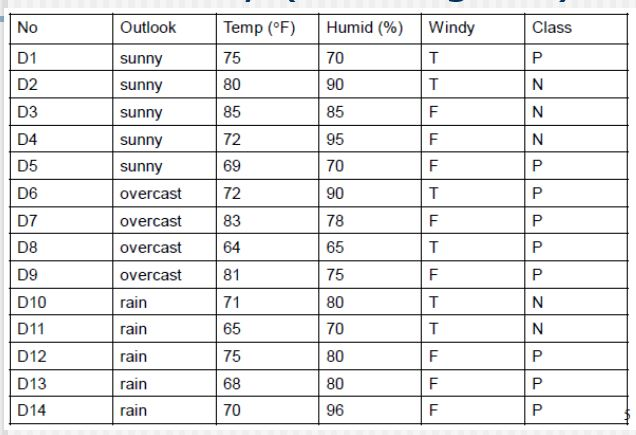 No Outlook Temp (°F) Humid (%) Windy Class
D1 sunny 75 70 T P
D2 sunny 80 90 T N
D3 sunny 85 85 F N
D4 sunny 72 95 F N
D5 sunny 69 70 F P
D6 overcast 72 90 T P
D7 overcast 83 78 F P
D8 overcast 64 65 T P
D9 overcast 81 75 F P
D10 rain 71 80 T N
D11 rain 65 70 T N
D12 rain 75 80 F P
D13 rain 68 80 F P
D14 rain 70 96 F P
5